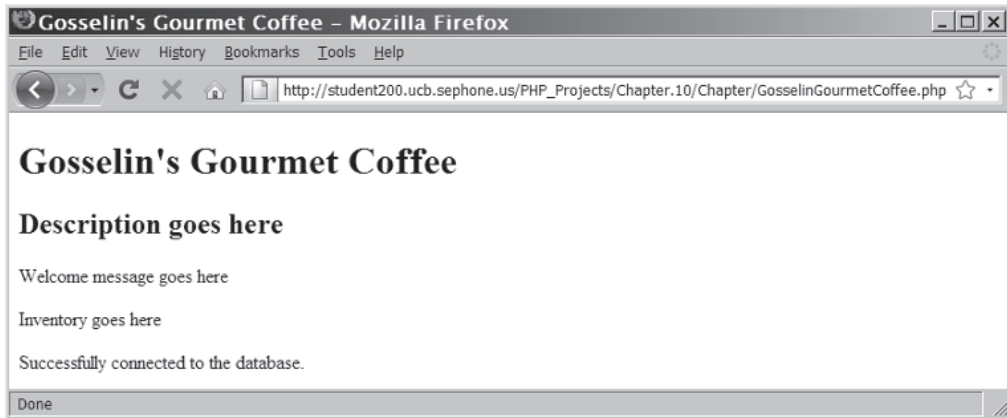 Gosselin's Gourmet Coffee – Mozilla Firefox
File Edit View History Bookmarks Tools Help
http://student200.ucb.sephone.us/PHP_Projects/Chapter.10/Chapter/GosselinGourmetCoffee.php
Gosselin's Gourmet Coffee
Description goes here
Welcome message goes here
Inventory goes here
Successfully connected to the database.
Done